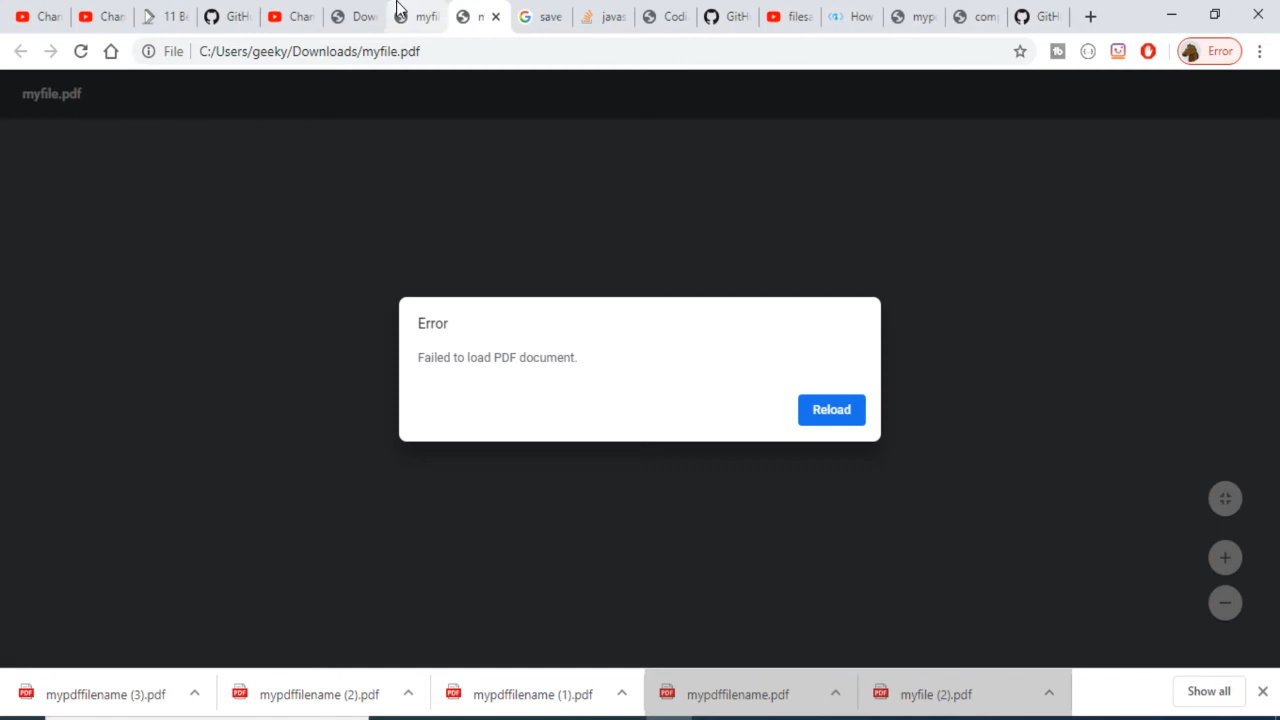 Chan
Chan
11 Be
GitH
Chan
Dow
myfil
n
save
javas
Codi
GitH
filesa
How
myp
com
GitH
File
C:/Users/geeky/Downloads/myfile.pdf
Error
myfile.pdf
Error
Failed to load PDF document.
Reload
mypdffilename (3).pdf
mypdffilename (2).pdf
mypdffilename (1).pdf
mypdffilename.pdf
myfile (2).pdf
Show all